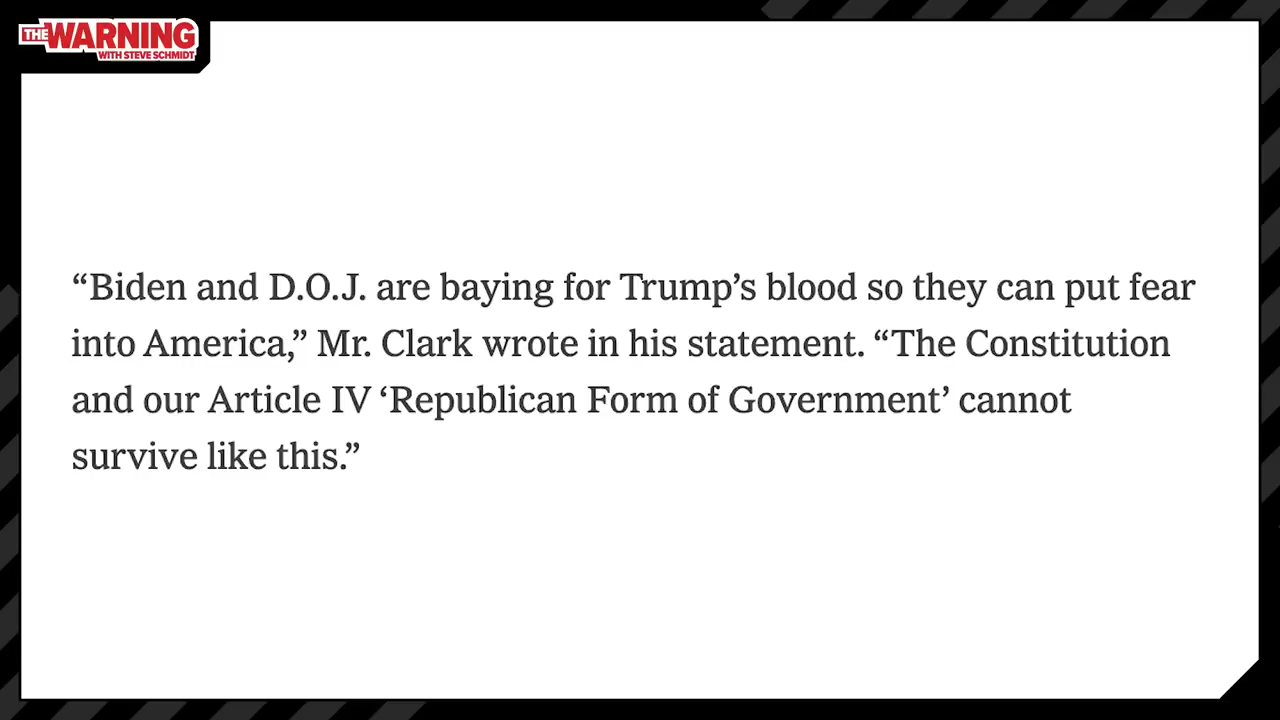 THE WARNING
WITH STEVE SCHMIDT
“Biden and D.O.J. are baying for Trump’s blood so they can put fear
into America,” Mr. Clark wrote in his statement. “The Constitution
and our Article IV ‘Republican Form of Government’ cannot
survive like this.”